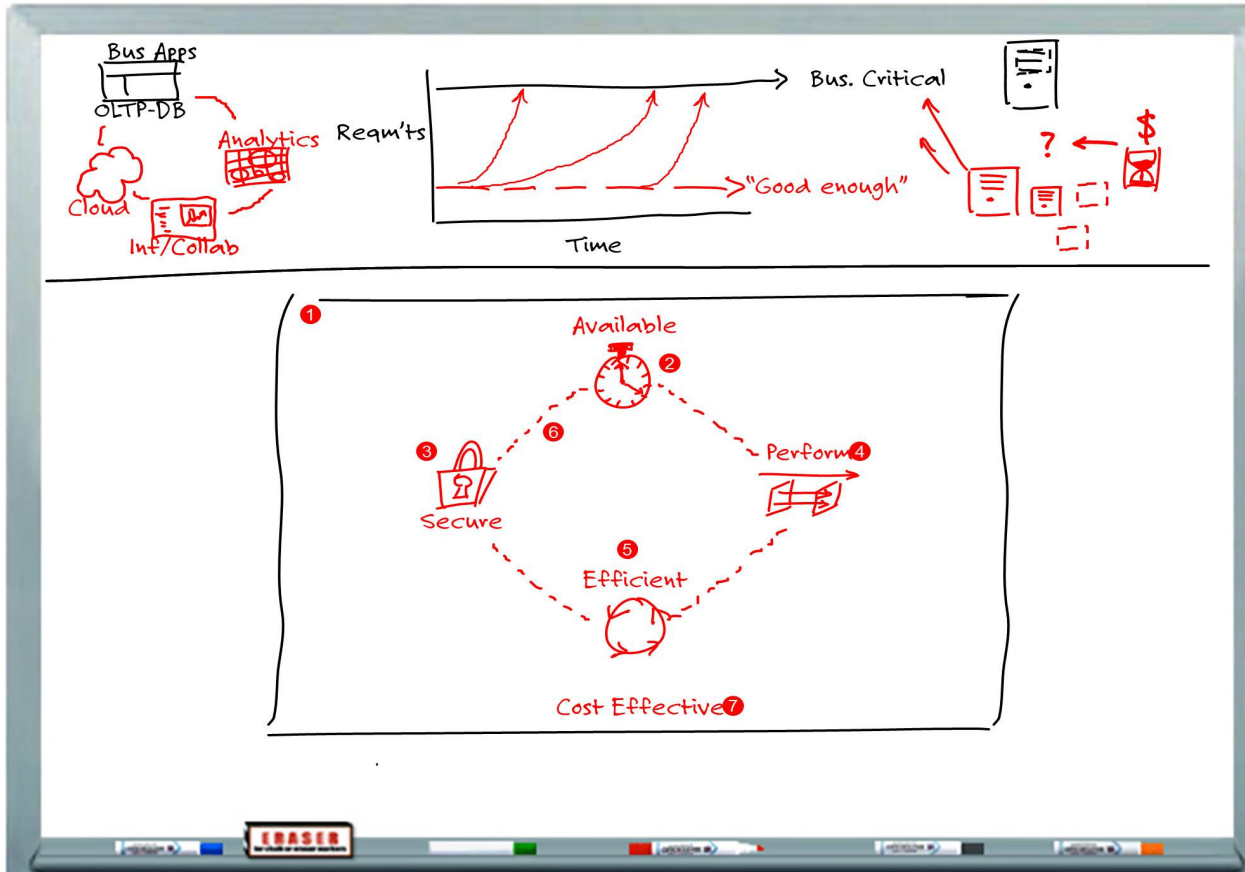 Bus Apps
OLTP-DB
Analytics
Cloud
Inf/Collab
Reqm'ts
Bus. Critical
"Good enough"
Time
?
$
1
Available
2
6
3
Perform
4
Secure
5
Efficient
Cost Effective
7
ERASER